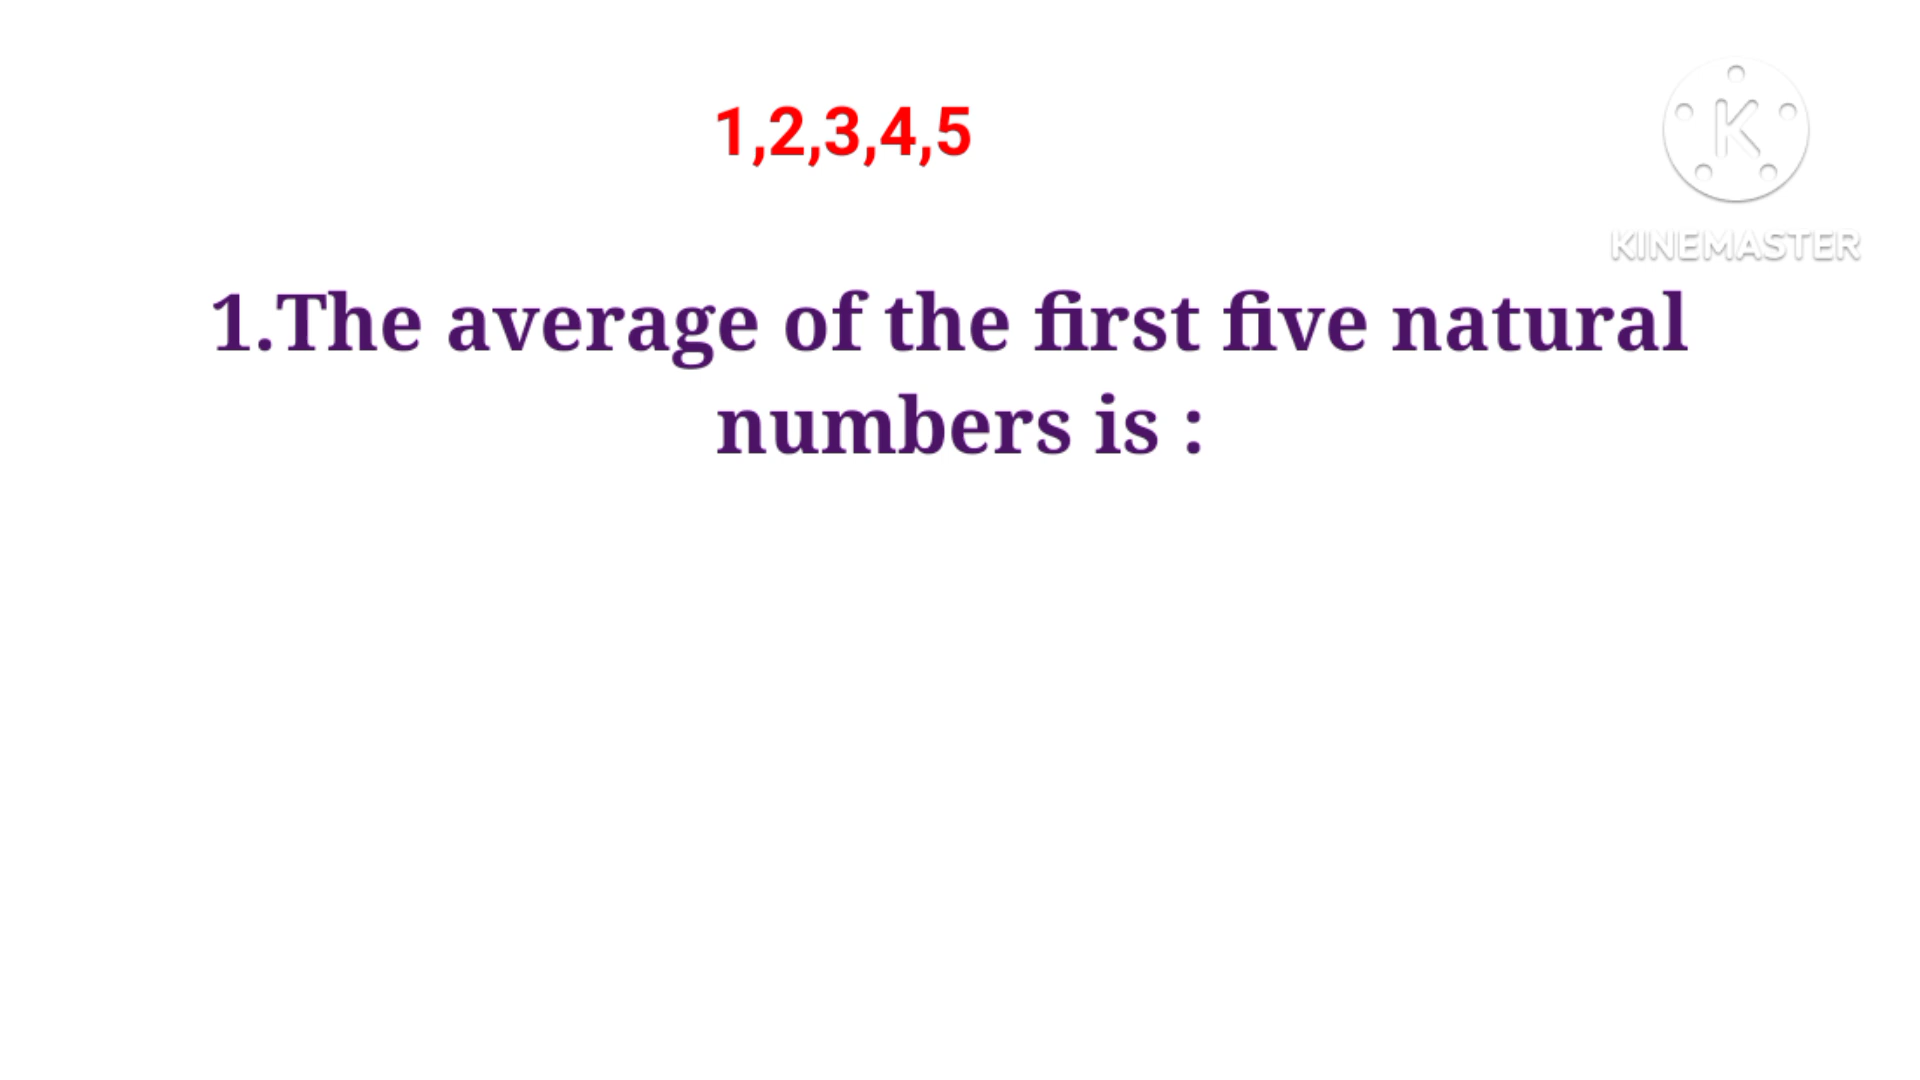 1,2,3,4,5
K
KINEMASTER
1.The average of the first five natural
numbers is :